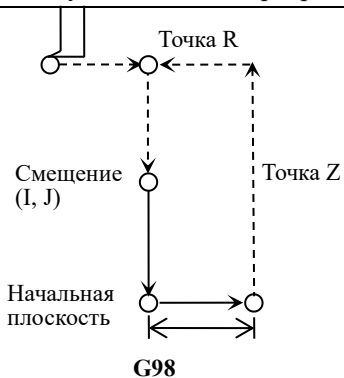 Точка R
Смещение
(I, J)
Точка Z
Начальная
плоскость
G98